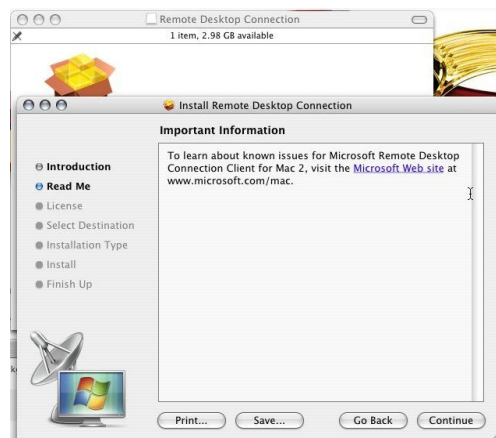 Remote Desktop Connection
1 item, 2.98 GB available
Install Remote Desktop Connection
Important Information
Introduction
Read Me
License
Select Destination
Installation Type
Install
Finish Up
To learn about known issues for Microsoft Remote Desktop
Connection Client for Mac 2, visit the Microsoft Web site at
www.microsoft.com/mac.
Print... Save... Go Back Continue